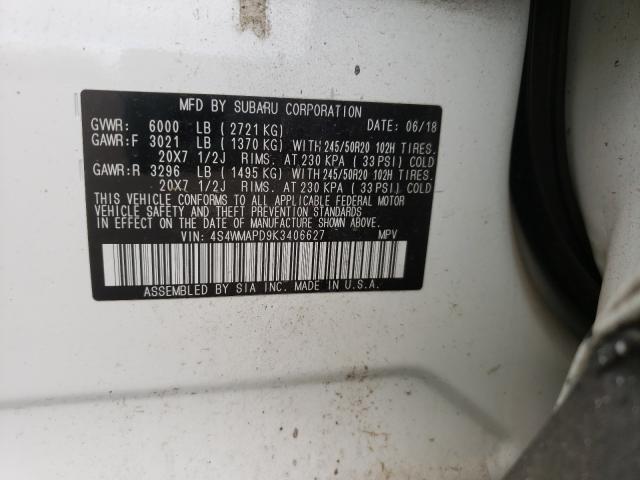 MFD BY SUBARU CORPORATION
GVWR: 6000 LB ( 2721 KG) DATE: 06/18
GAWR:F 3021 LB ( 1370 KG) WITH 245/50R20 102H TIRES.
20X7 1/2J RIMS. AT 230 KPA ( 33 PSI) COLD
GAWR:R 3296 LB ( 1495 KG) WITH 245/50R20 102H TIRES.
20X7 1/2J RIMS. AT 230 KPA ( 33 PSI) COLD
THIS VEHICLE CONFORMS TO ALL APPLICABLE FEDERAL MOTOR
VEHICLE SAFETY AND THEFT PREVENTION STANDARDS
IN EFFECT ON THE DATE OF MANUFACTURE SHOWN ABOVE.
VIN: 4S4WMAPD9K3406627 MPV
ASSEMBLED BY SIA INC. MADE IN U.S.A.